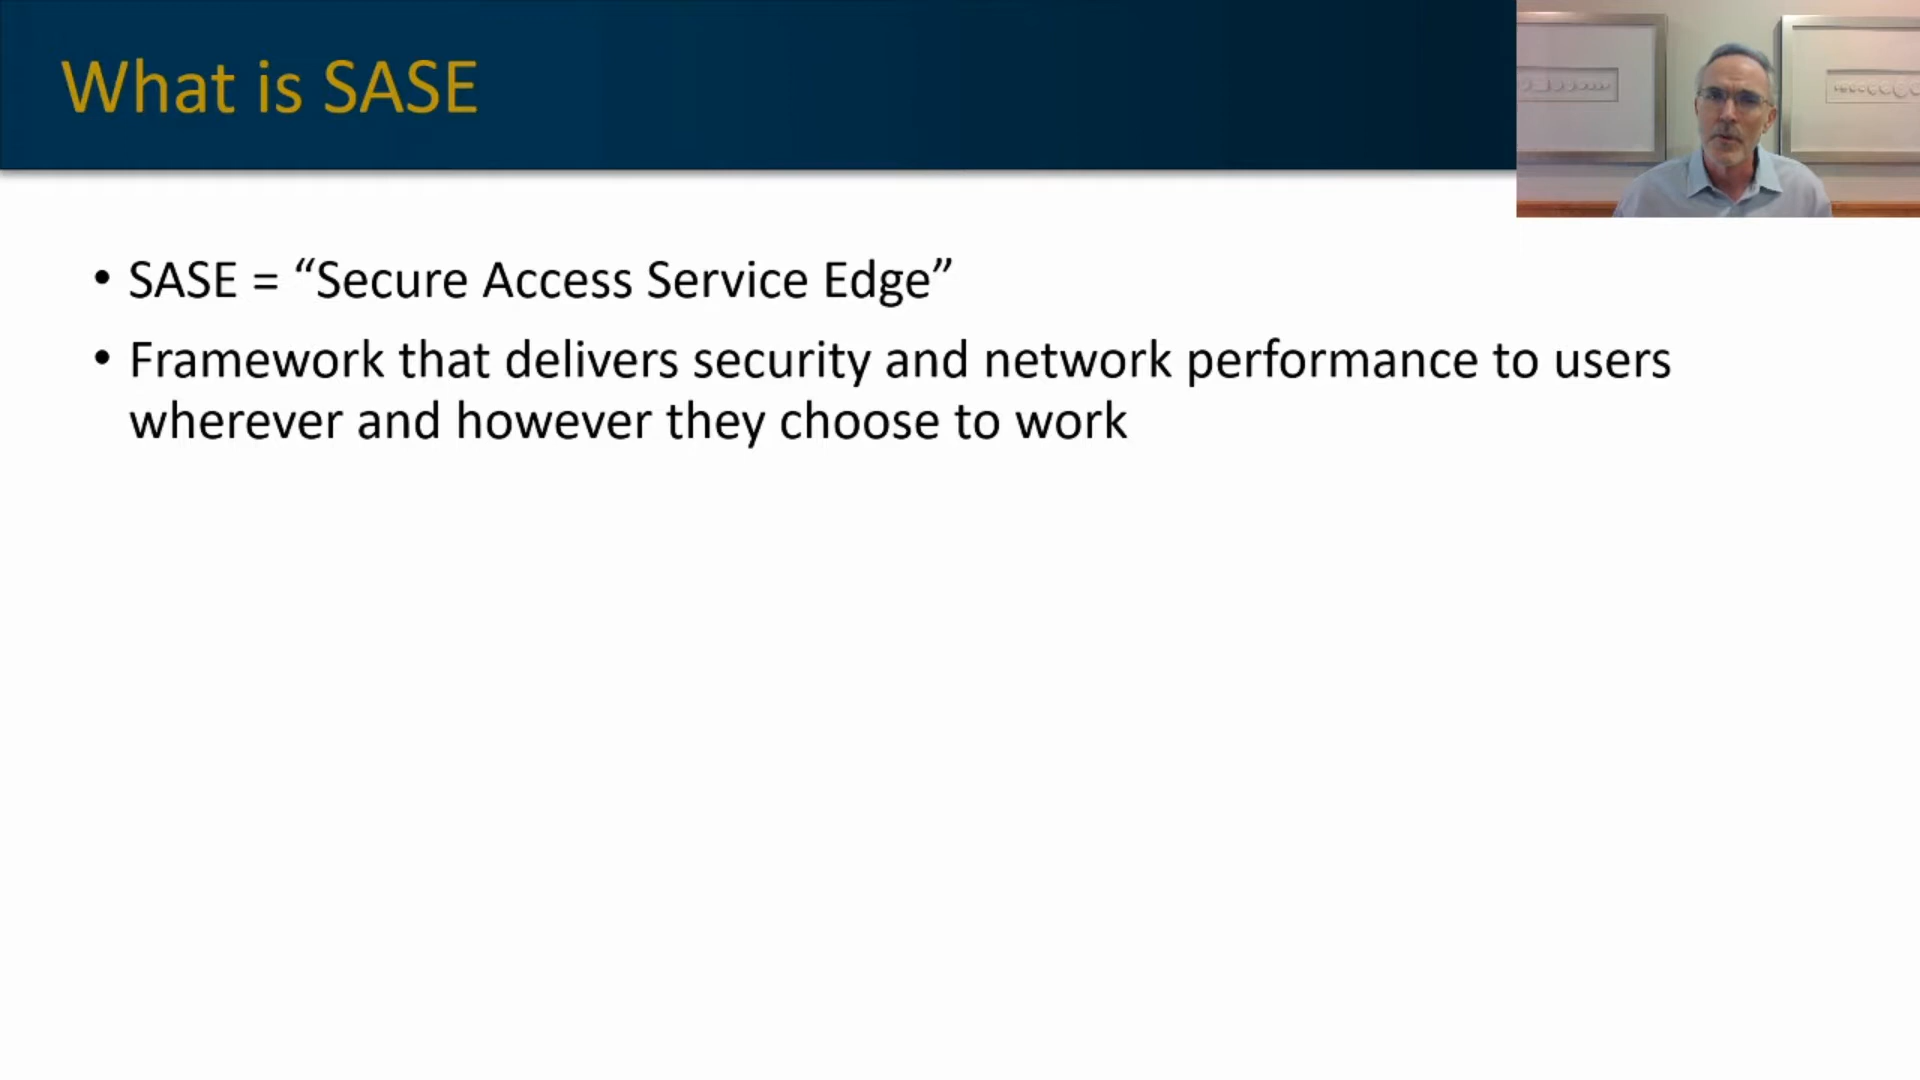 What is SASE
• SASE = “Secure Access Service Edge”
• Framework that delivers security and network performance to users
wherever and however they choose to work